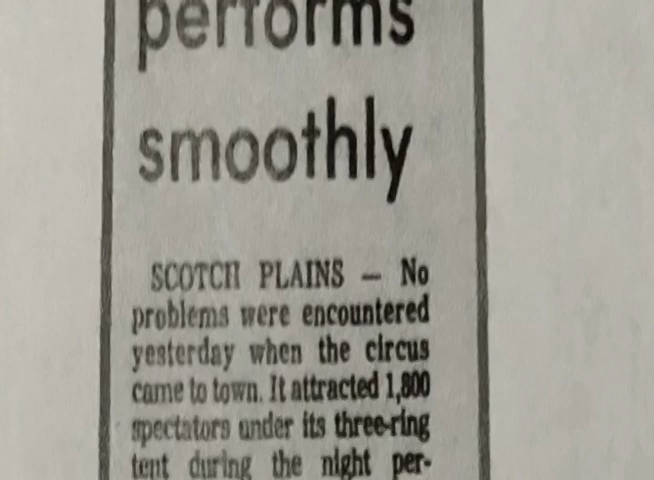 performs
smoothly
SCOTCH PLAINS — No
problems were encountered
yesterday when the circus
came to town. It attracted 1,800
spectators under its three-ring
tent during the night per-